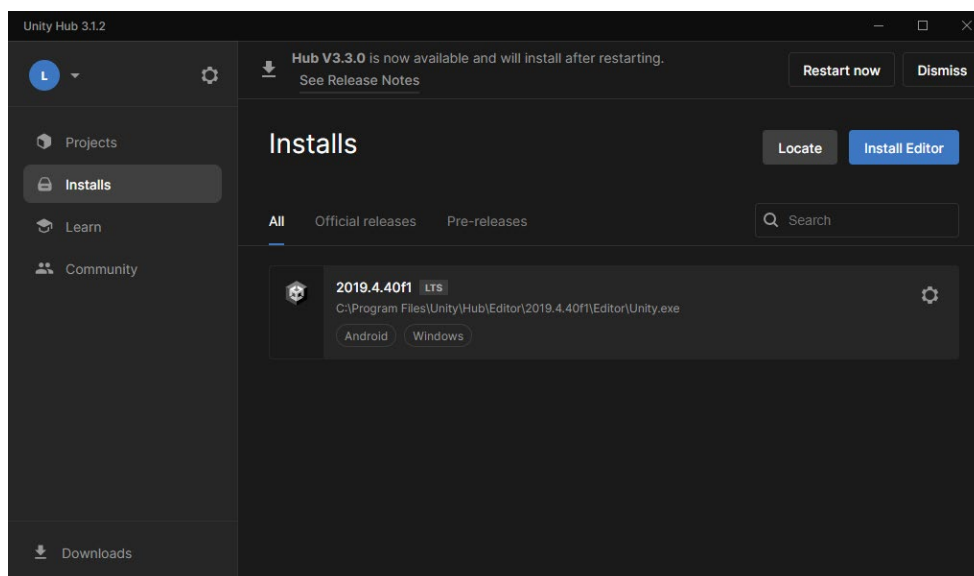 Unity Hub 3.1.2
L
Hub V3.3.0 is now available and will install after restarting.
See Release Notes
Restart now
Dismiss
Projects
Installs
Learn
Community
Downloads
Installs
Locate
Install Editor
All
Official releases
Pre-releases
Search
2019.4.40f1 LTS
C:\Program Files\Unity\Hub\Editor\2019.4.40f1\Editor\Unity.exe
Android
Windows